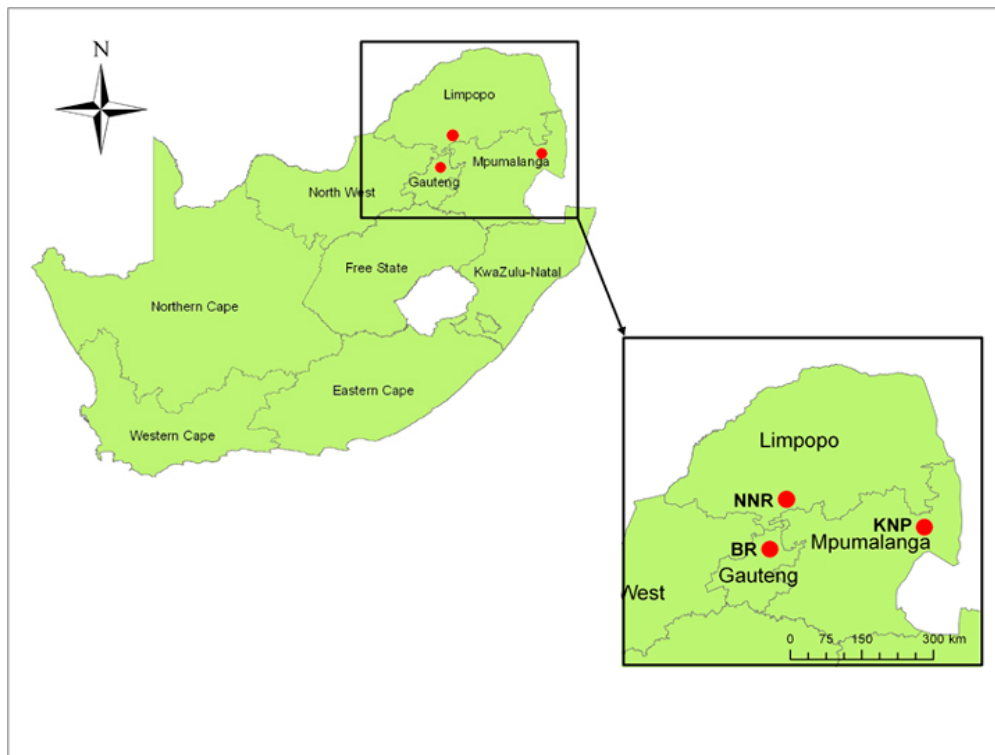 N
Limpopo
Mpumalanga
Gauteng
North West
Free State
KwaZulu-Natal
Northern Cape
Eastern Cape
Western Cape
Limpopo
NNR
KNP
BR
Mpumalanga
Gauteng
West
0 75 150 300 km